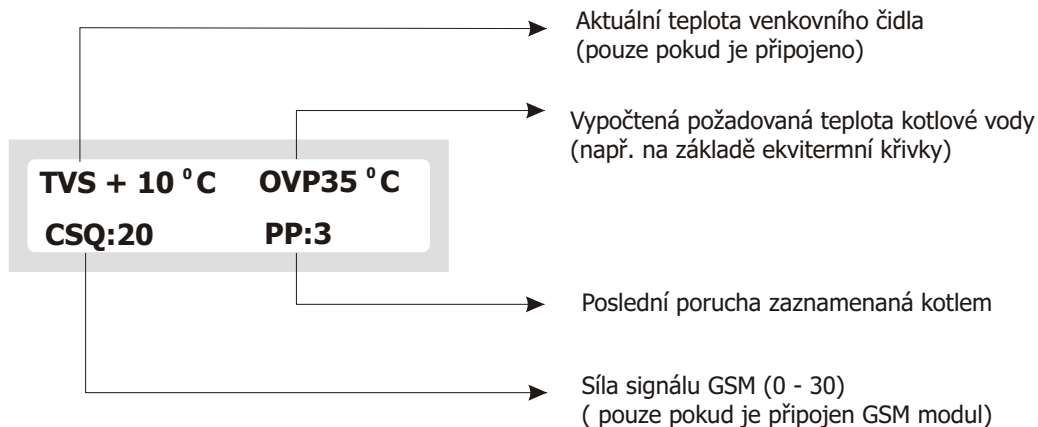 Aktuální teplota venkovního čidla
(pouze pokud je připojeno)
Vypočtená požadovaná teplota kotlové vody
(např. na základě ekvitermní křivky)
TVS + 10 °C OVP35 °C
CSQ:20 PP:3
Poslední porucha zaznamenaná kotlem
Síla signálu GSM (0 - 30)
( pouze pokud je připojen GSM modul)